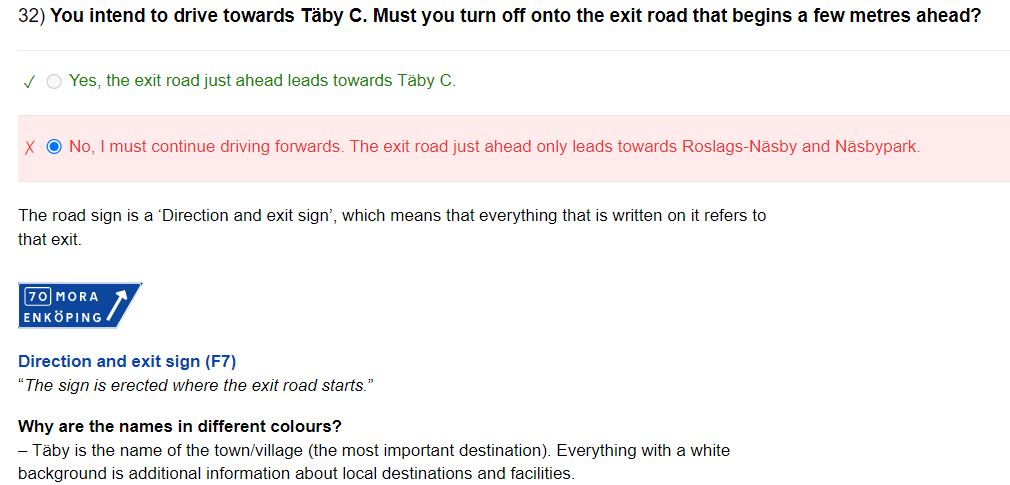 32) You intend to drive towards Täby C. Must you turn off onto the exit road that begins a few metres ahead?
✓ Yes, the exit road just ahead leads towards Täby C.
X No, I must continue driving forwards. The exit road just ahead only leads towards Roslags-Näsby and Näsbypark.
The road sign is a ‘Direction and exit sign’, which means that everything that is written on it refers to
that exit.
70 MORA
ENKÖPING
Direction and exit sign (F7)
“The sign is erected where the exit road starts.”
Why are the names in different colours?
– Täby is the name of the town/village (the most important destination). Everything with a white
background is additional information about local destinations and facilities.